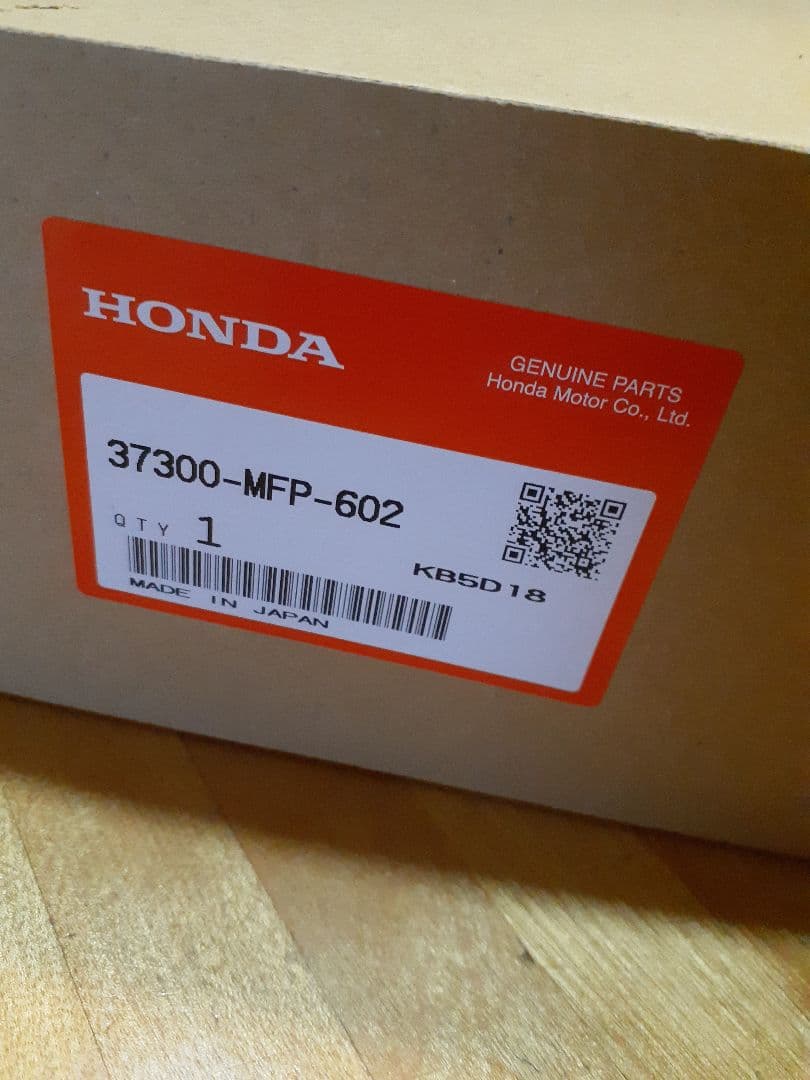 HONDA
GENUINE PARTS
Honda Motor Co., Ltd.
37300-MFP-602
QTY 1
KB5D18
MADE IN JAPAN